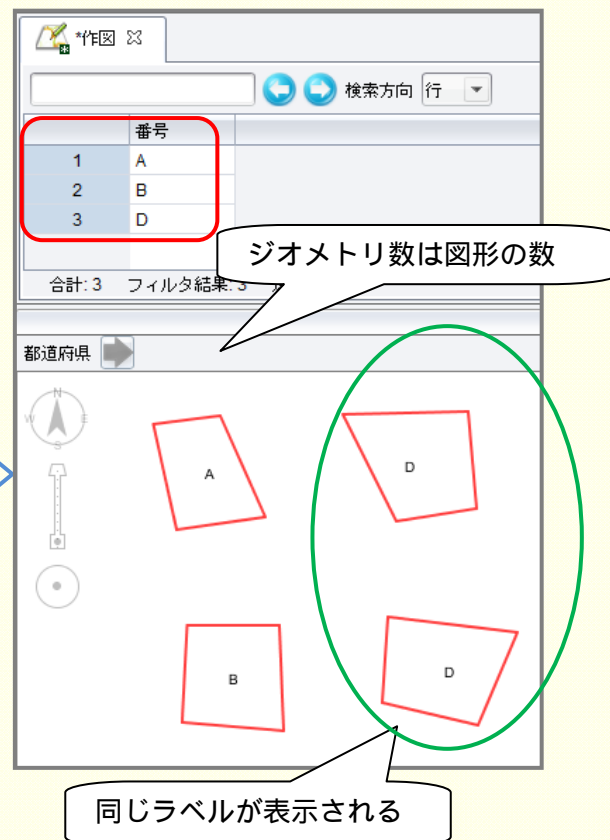 *作図
検索方向 行
番号
1 A
2 B
3 D
ジオメトリ数は図形の数
合計: 3 フィルタ結果: 3
都道府県
N
W E
S
A
D
B
D
同じラベルが表示される